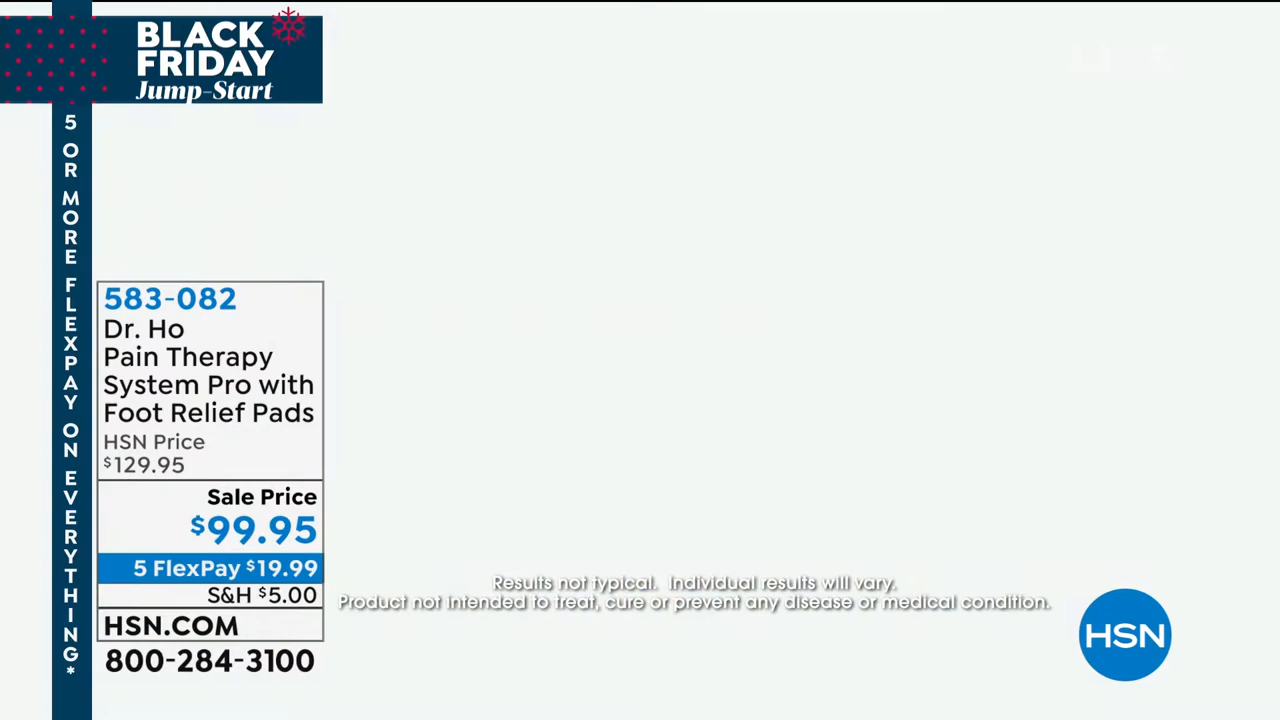 BLACK
FRIDAY
Jump-Start
5 OR MORE FLEXPAY ON EVERYTHING*
583-082
Dr. Ho
Pain Therapy
System Pro with
Foot Relief Pads
HSN Price
$129.95
Sale Price
$99.95
5 FlexPay $19.99
S&H $5.00
HSN.COM
800-284-3100
Results not typical. Individual results will vary.
Product not intended to treat, cure or prevent any disease or medical condition.
HSN